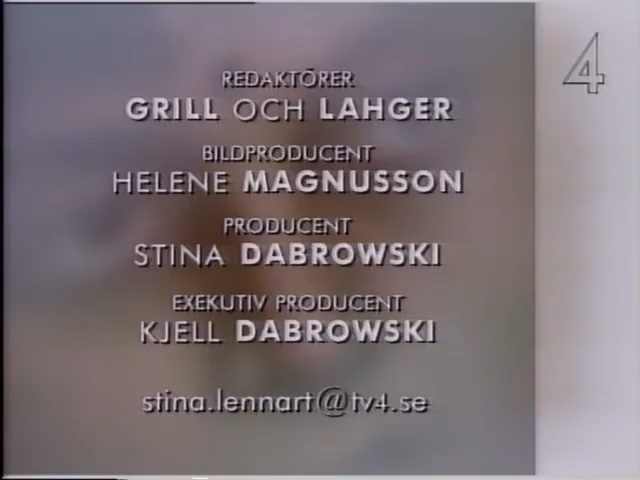 4
REDAKTÖRER
GRILL OCH LAHGER
BILDPRODUCENT
HELENE MAGNUSSON
PRODUCENT
STINA DABROWSKI
EXEKUTIV PRODUCENT
KJELL DABROWSKI
stina.lennart@tv4.se